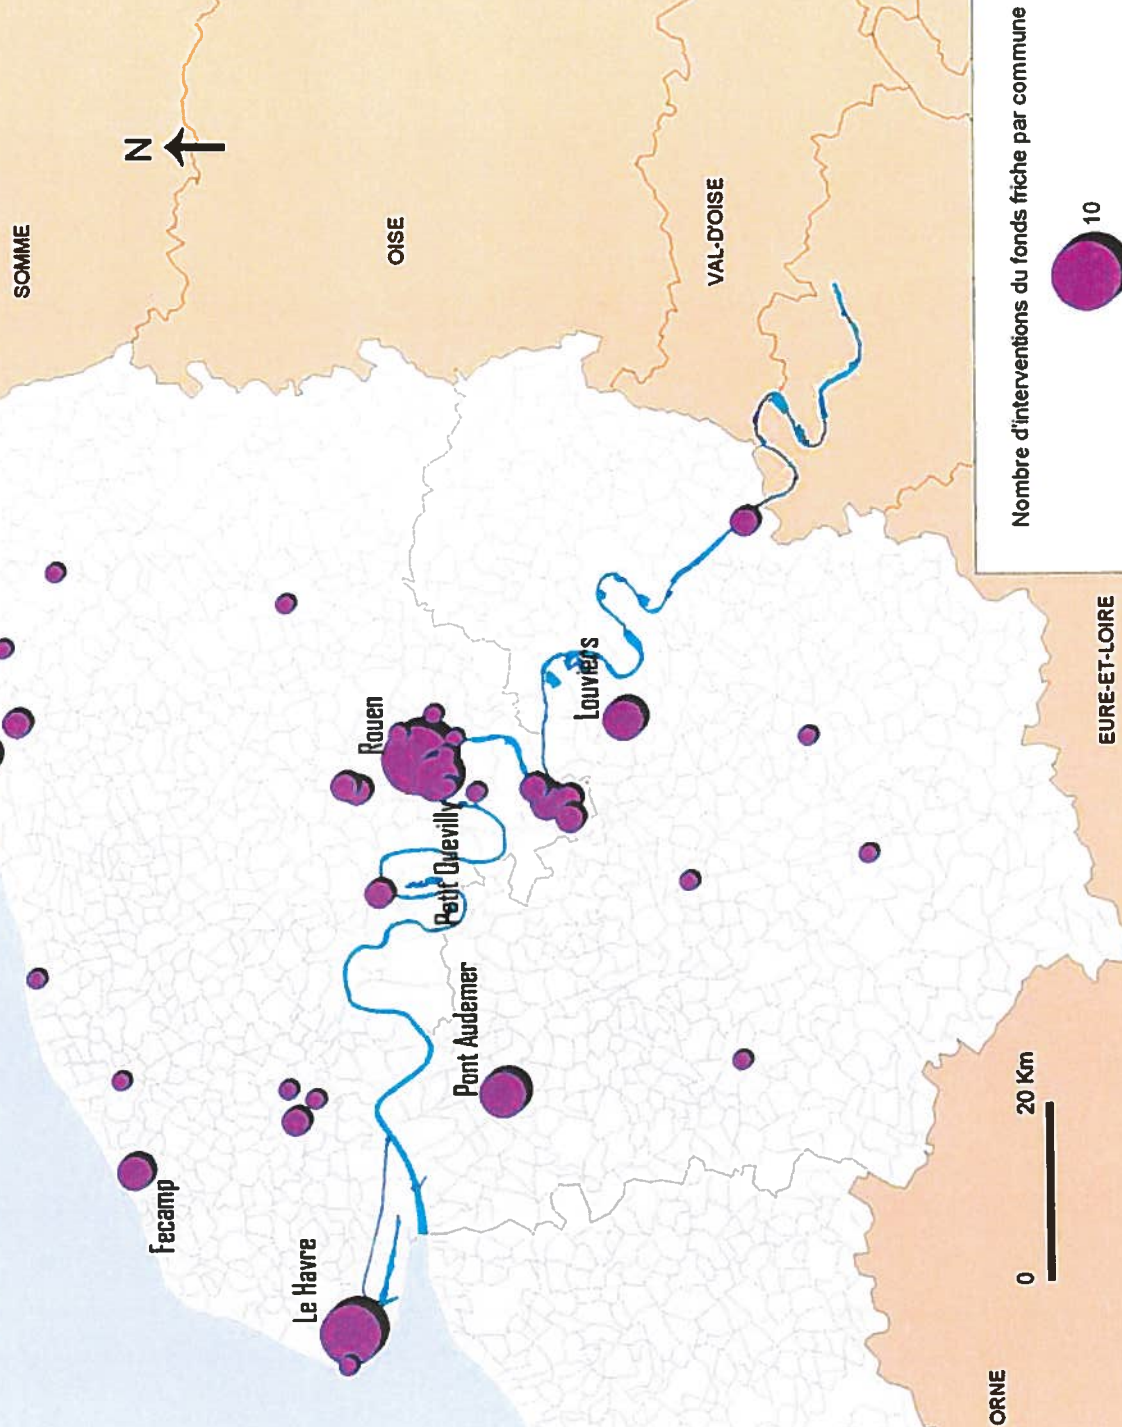 SOMME
N
OISE
VAL-D'OISE
Rouen
Louviers
Petit Quevilly
Pont Audemer
Fecamp
Le Havre
EURE-ET-LOIRE
ORNE
0 20 Km
Nombre d'interventions du fonds friche par commune
10